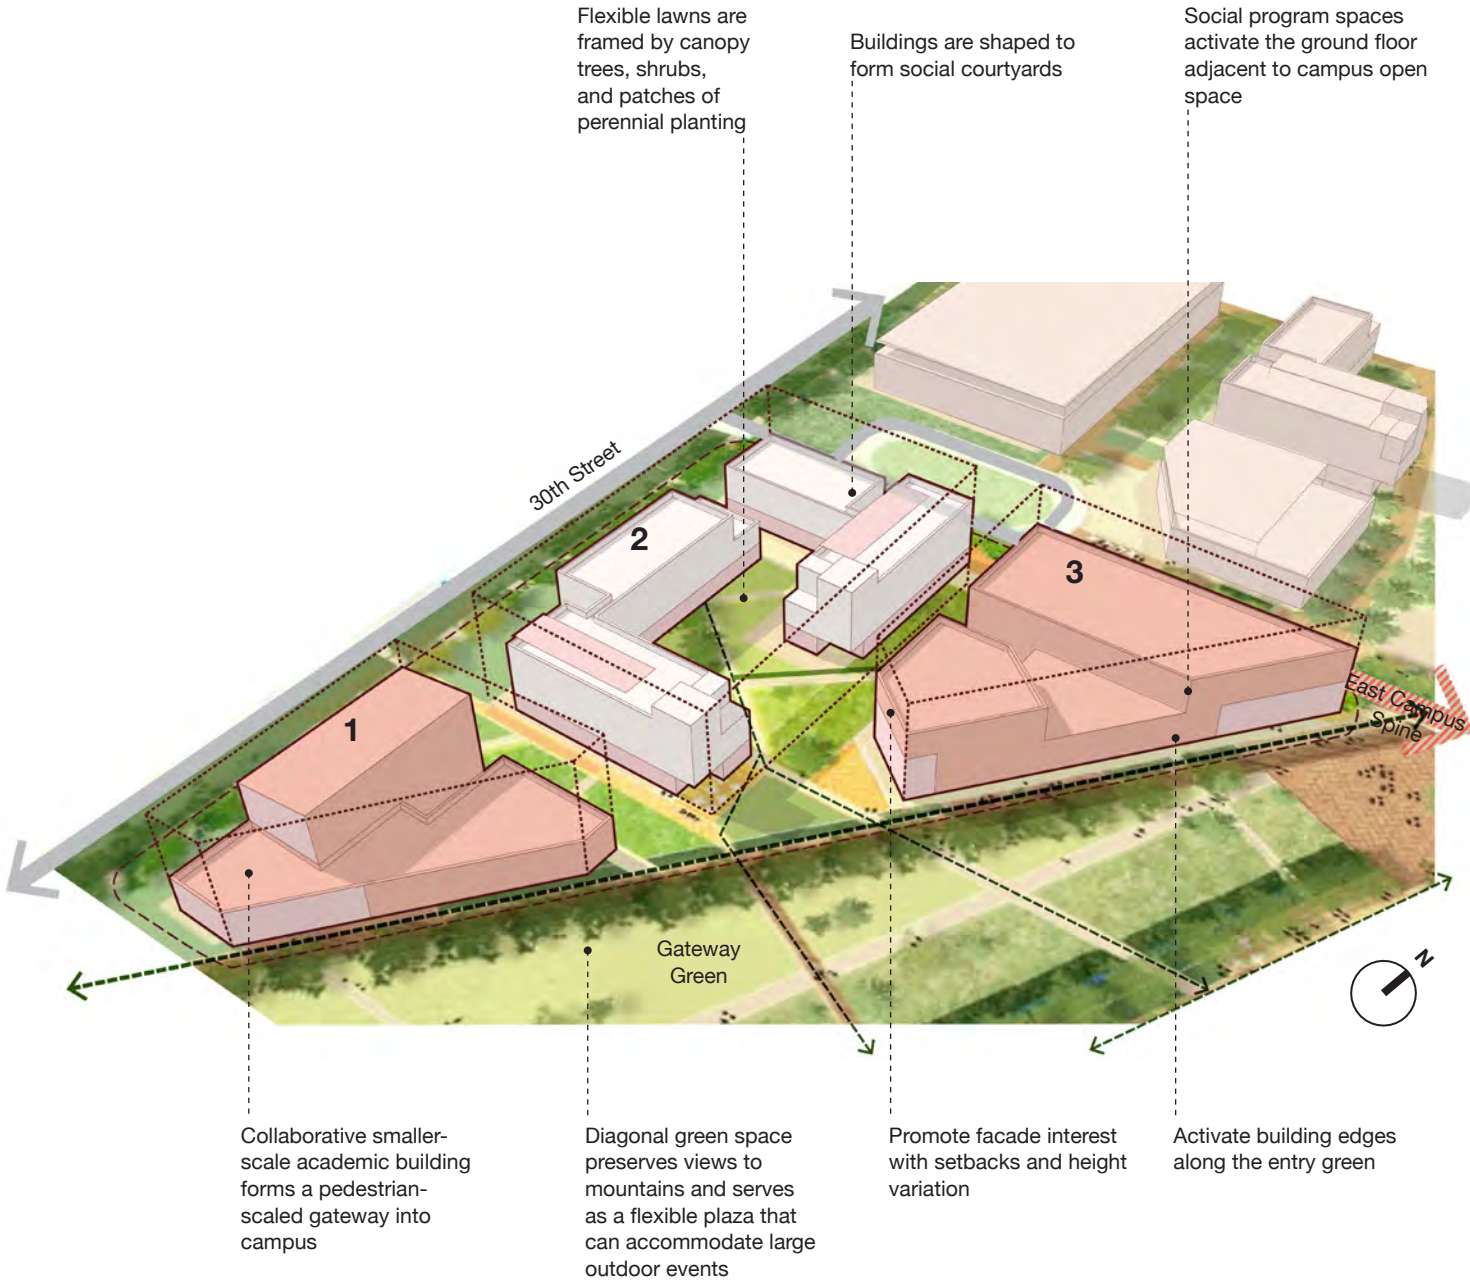 Flexible lawns are
framed by canopy
trees, shrubs,
and patches of
perennial planting
Buildings are shaped to
form social courtyards
Social program spaces
activate the ground floor
adjacent to campus open
space
30th Street
2
3
1
East Campus
Spine
Gateway
Green
N
Collaborative smaller-
scale academic building
forms a pedestrian-
scaled gateway into
campus
Diagonal green space
preserves views to
mountains and serves
as a flexible plaza that
can accommodate large
outdoor events
Promote facade interest
with setbacks and height
variation
Activate building edges
along the entry green